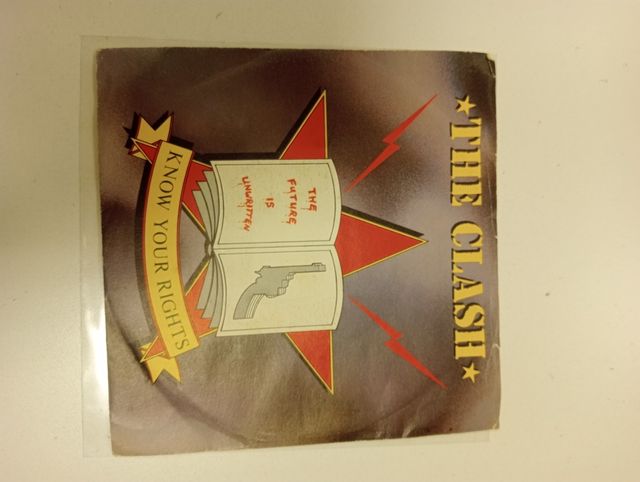 ★THE CLASH★
THE
FUTURE
IS
UNWRITTEN
KNOW YOUR RIGHTS